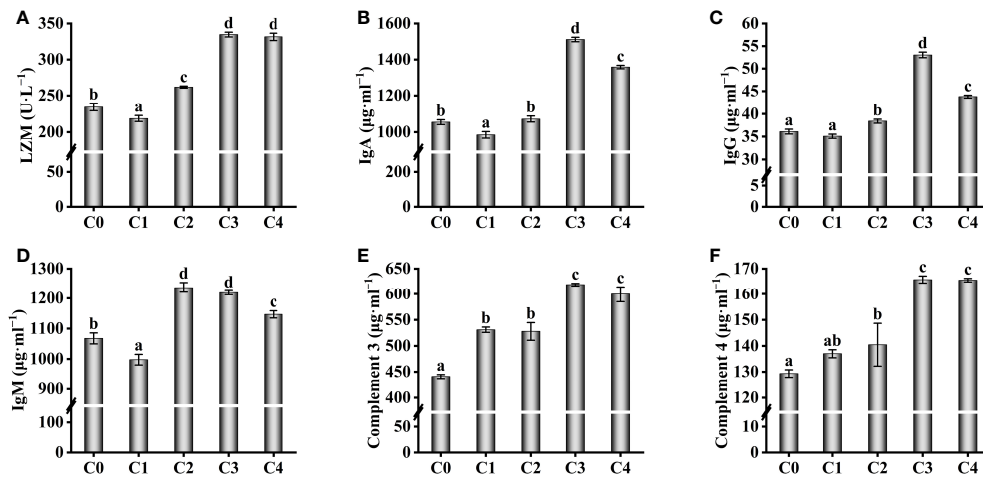 A
LZM (U·L⁻¹)
350
300
250
200
50
0
b
a
c
d
d
C0 C1 C2 C3 C4
B
IgA (μg·ml⁻¹)
1600
1400
1200
1000
200
0
b
a
b
d
c
C0 C1 C2 C3 C4
C
IgG (μg·ml⁻¹)
60
55
50
45
40
35
30
5
0
a
a
b
d
c
C0 C1 C2 C3 C4
D
IgM (μg·ml⁻¹)
1300
1200
1100
1000
900
100
0
b
a
d
d
c
C0 C1 C2 C3 C4
E
Complement 3 (μg·ml⁻¹)
650
600
550
500
450
400
50
0
a
b
b
c
c
C0 C1 C2 C3 C4
F
Complement 4 (μg·ml⁻¹)
170
160
150
140
130
120
10
0
a
ab
b
c
c
C0 C1 C2 C3 C4